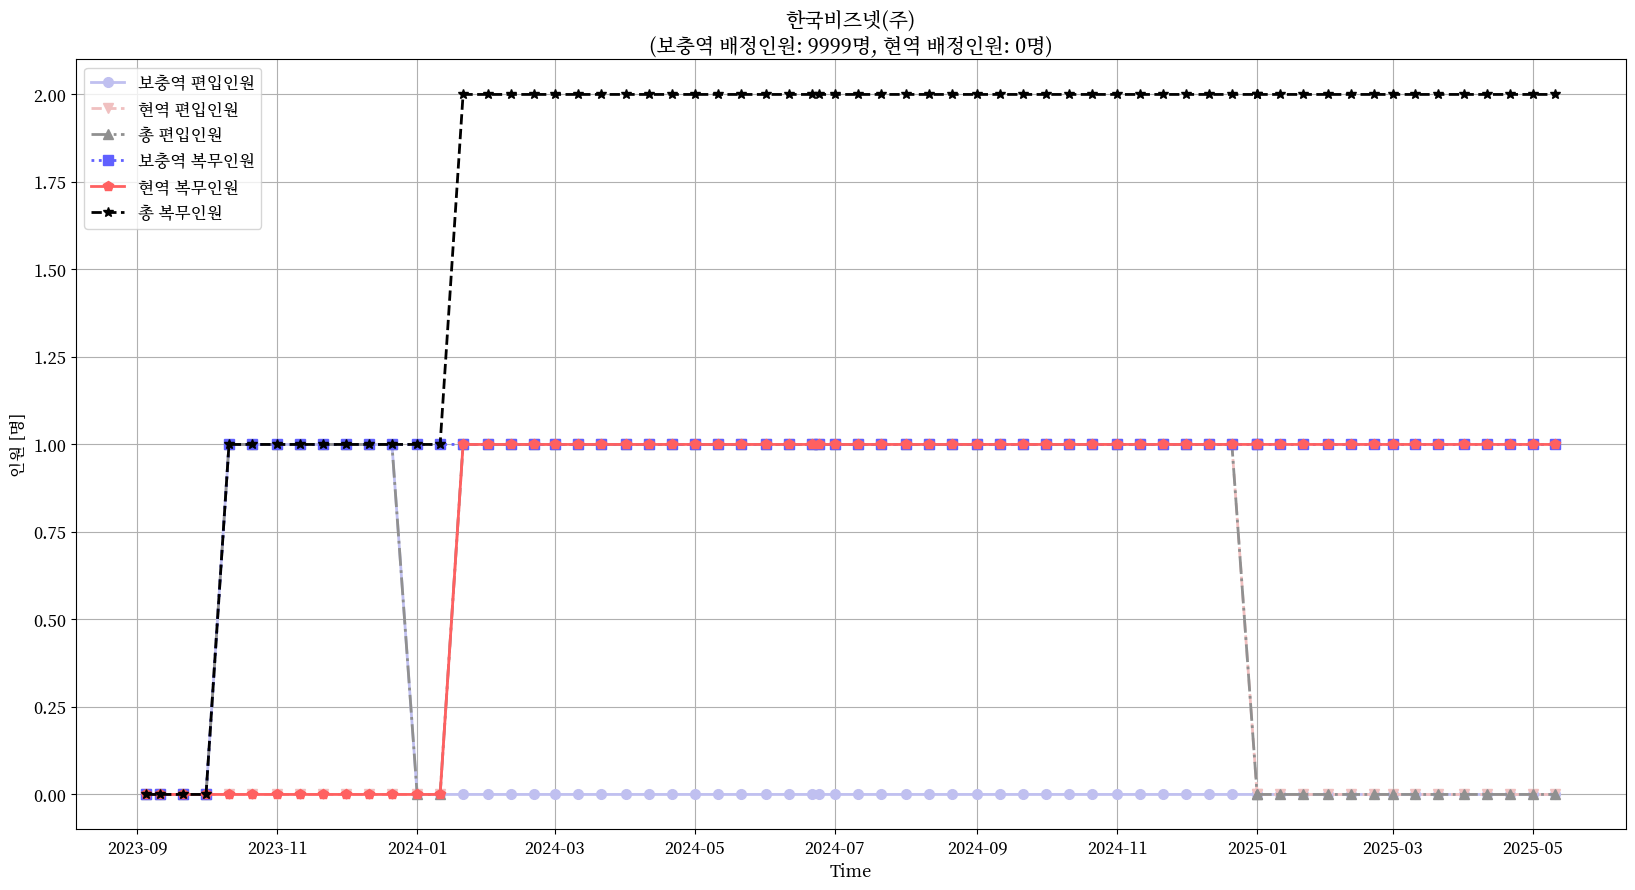 한국비즈넷(주)
(보충역 배정인원: 9999명, 현역 배정인원: 0명)
보충역 편입인원
현역 편입인원
총 편입인원
보충역 복무인원
현역 복무인원
총 복무인원
2.00
1.75
1.50
1.25
1.00
0.75
0.50
0.25
0.00
인원 [명]
2023-09 2023-11 2024-01 2024-03 2024-05 2024-07 2024-09 2024-11 2025-01 2025-03 2025-05
Time